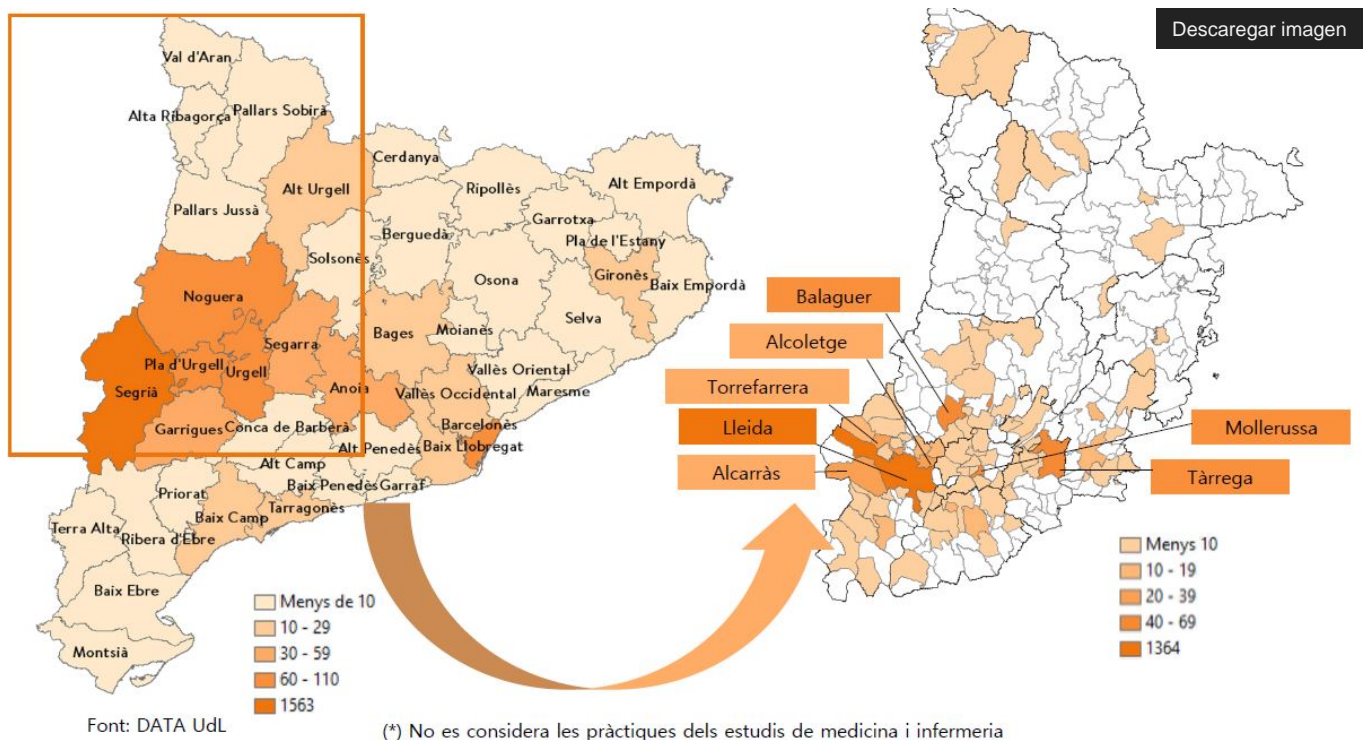 Descaregar imagen
Val d'Aran
Alta Ribagorça
Pallars Sobirà
Cerdanya
Ripollès
Alt Empordà
Alt Urgell
Pallars Jussà
Garrotxa
Berguedà
Pla de l'Estany
Solsonès
Gironès
Osona
Baix Empordà
Noguera
Selva
Bages
Moianès
Segarra
Pla d'Urgell
Urgell
Vallès Oriental
Segrià
Anoia
Vallès Occidental
Maresme
Garrigues
Conca de Barberà
Barcelonès
Alt Penedès
Baix Llobregat
Alt Camp
Baix Penedès
Garraf
Priorat
Tarragonès
Baix Camp
Terra Alta
Ribera d'Ebre
Baix Ebre
Montsià
Menys de 10
10 - 29
30 - 59
60 - 110
1563
Balaguer
Alcoletge
Torrefarrera
Lleida
Alcarràs
Mollerussa
Tàrrega
Menys 10
10 - 19
20 - 39
40 - 69
1364
Font: DATA UdL
(*) No es considera les pràctiques dels estudis de medicina i infermeria